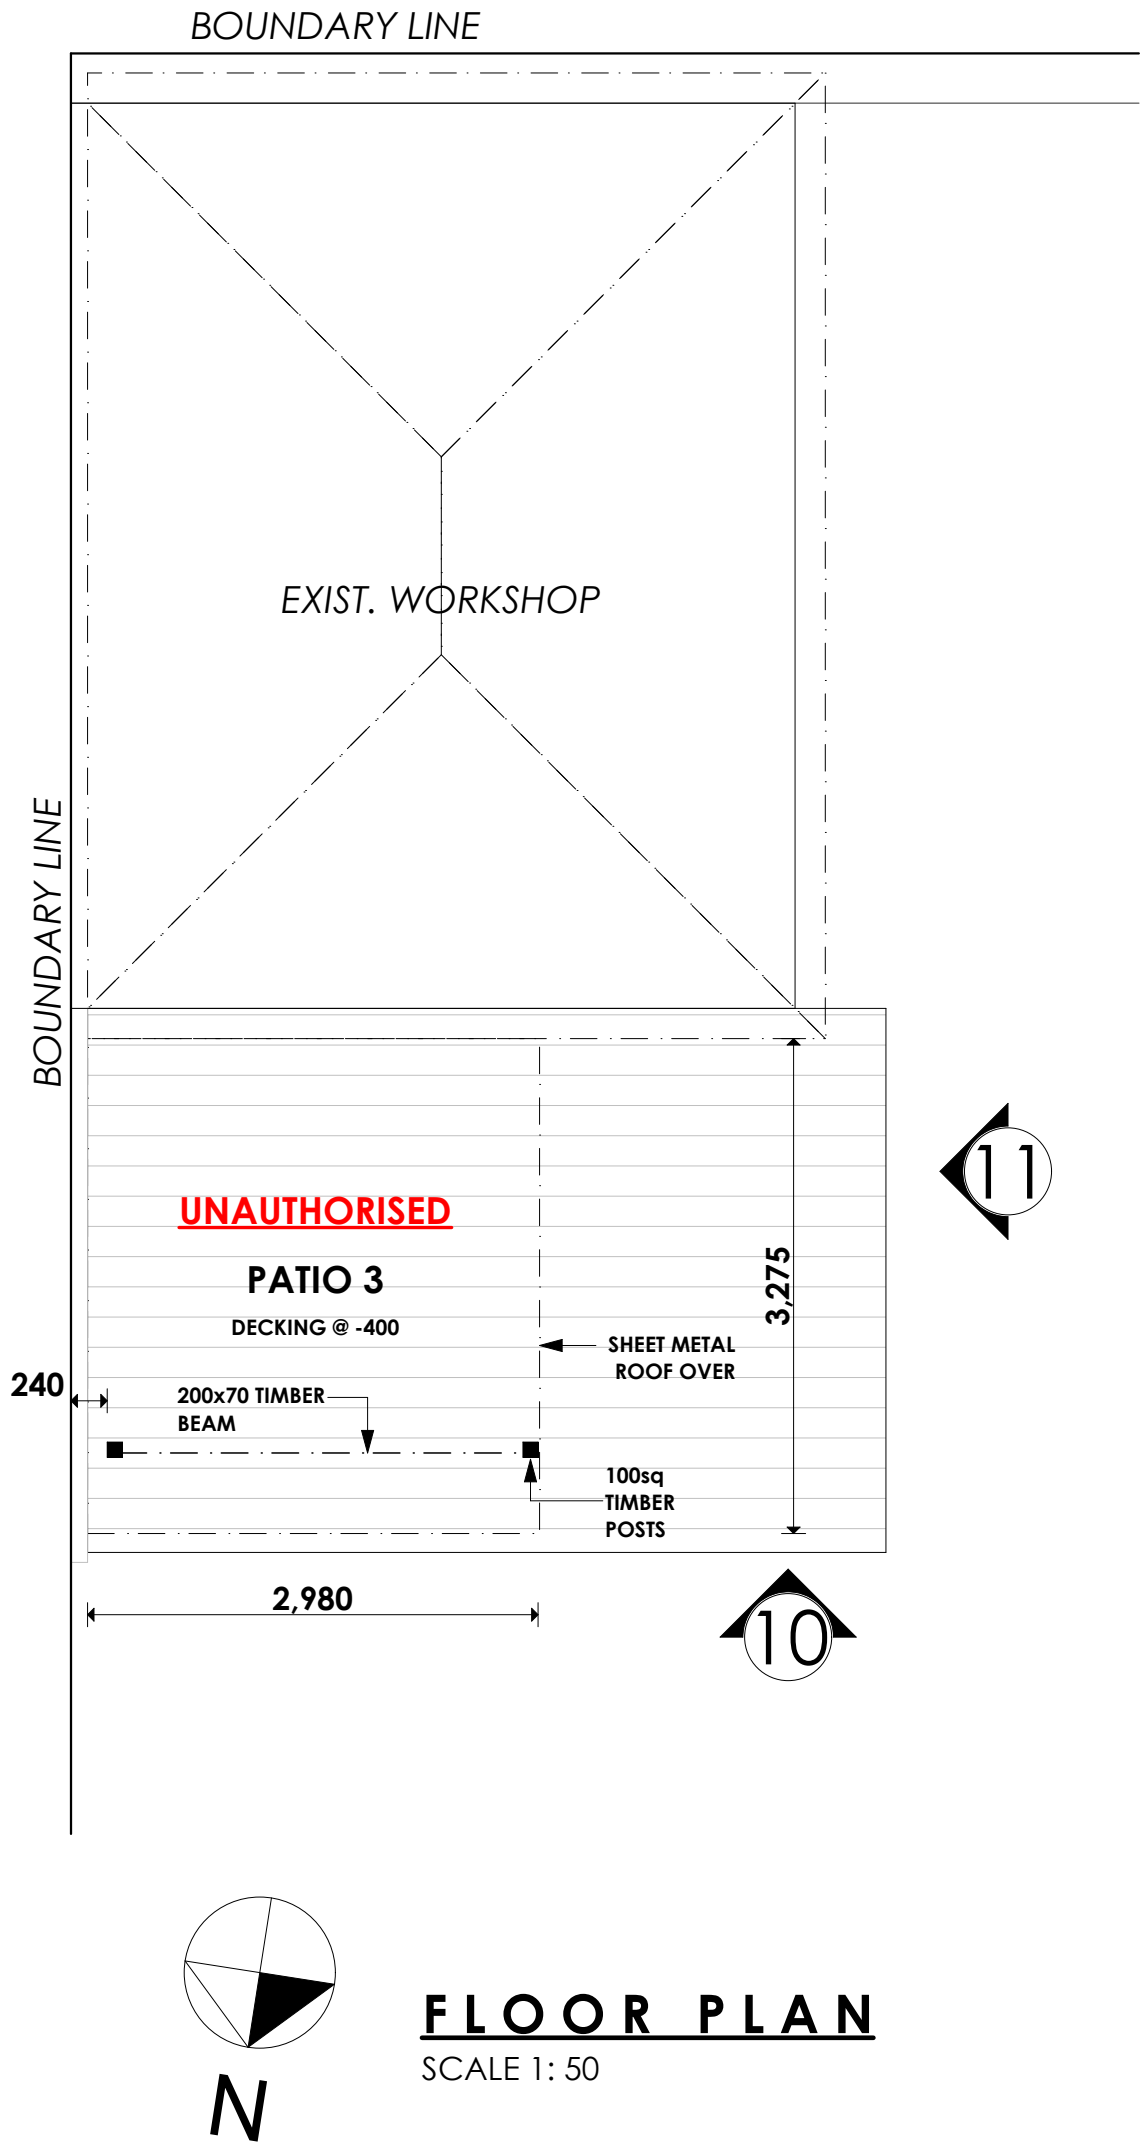 BOUNDARY LINE
EXIST. WORKSHOP
BOUNDARY LINE
11
UNAUTHORISED
PATIO 3
DECKING @ -400
3,275
SHEET METAL
ROOF OVER
240
200x70 TIMBER
BEAM
100sq
TIMBER
POSTS
2,980
10
FLOOR PLAN
SCALE 1: 50
N